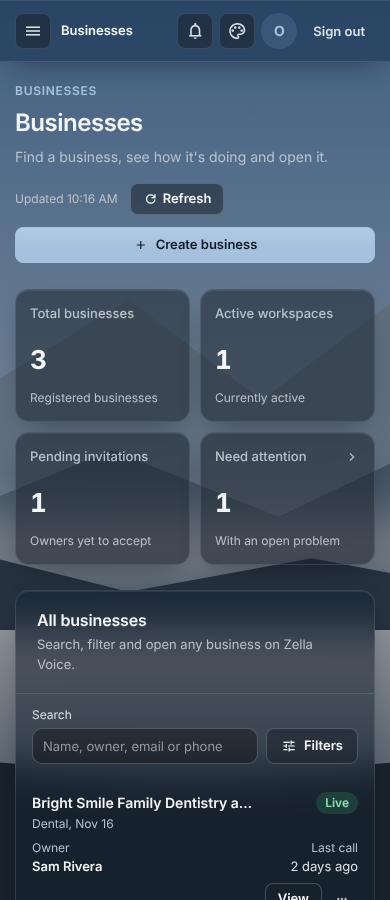 Businesses
O
Sign out
BUSINESSES
Businesses
Find a business, see how it's doing and open it.
Updated 10:16 AM
Refresh
+ Create business
Total businesses
3
Registered businesses
Active workspaces
1
Currently active
Pending invitations
1
Owners yet to accept
Need attention
1
With an open problem
All businesses
Search, filter and open any business on Zella
Voice.
Search
Name, owner, email or phone
Filters
Bright Smile Family Dentistry a...
Live
Dental, Nov 16
Owner
Last call
Sam Rivera
2 days ago
View
...